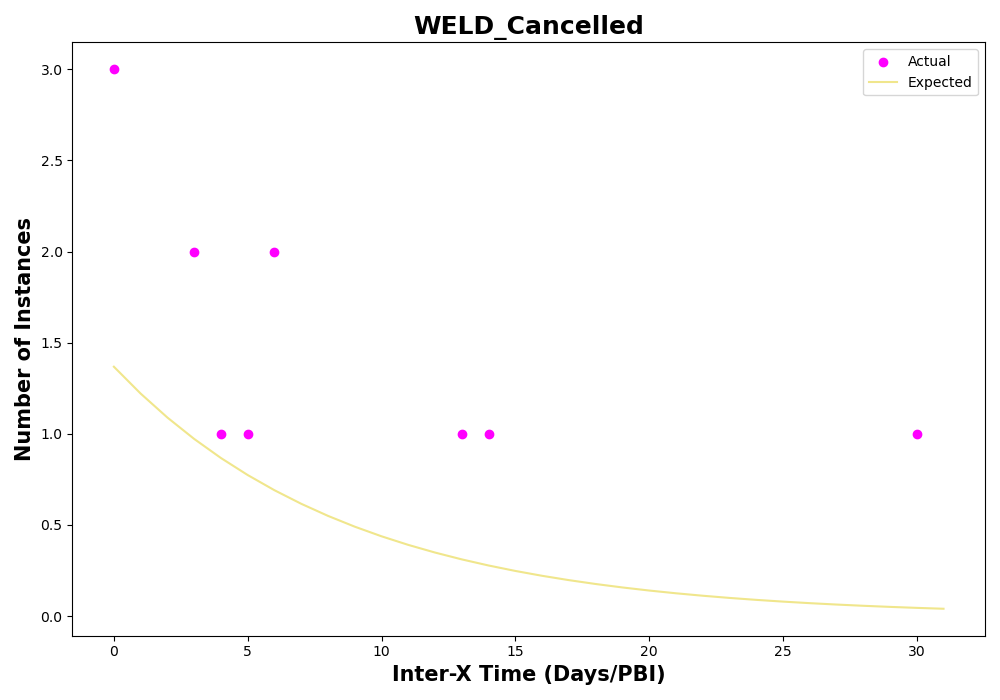 WELD_Cancelled
Actual
Expected
3.0
2.5
2.0
1.5
1.0
0.5
0.0
Number of Instances
0 5 10 15 20 25 30
Inter-X Time (Days/PBI)